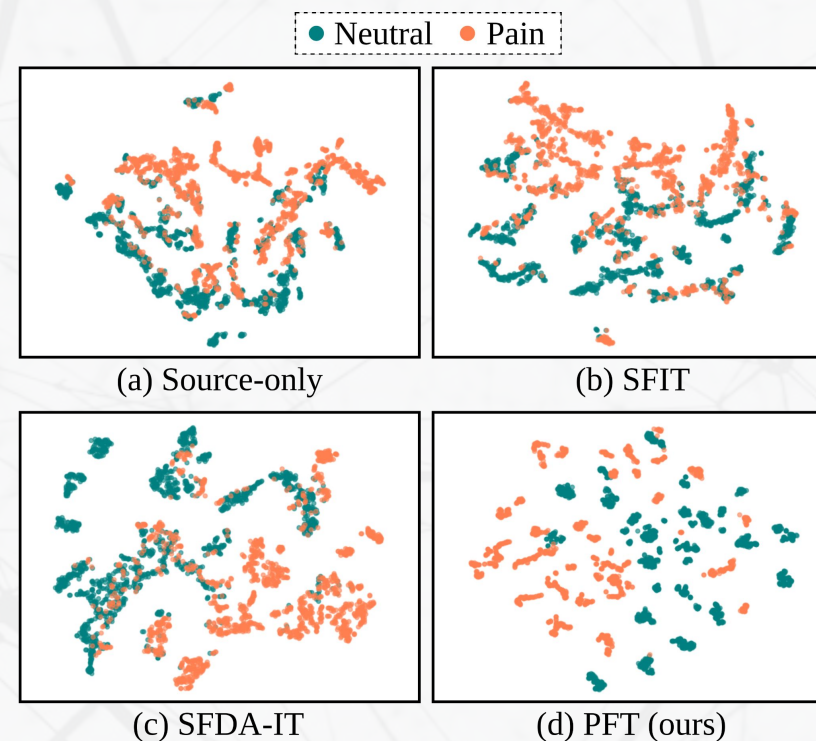 Neutral Pain
(a) Source-only
(b) SFIT
(c) SFDA-IT
(d) PFT (ours)